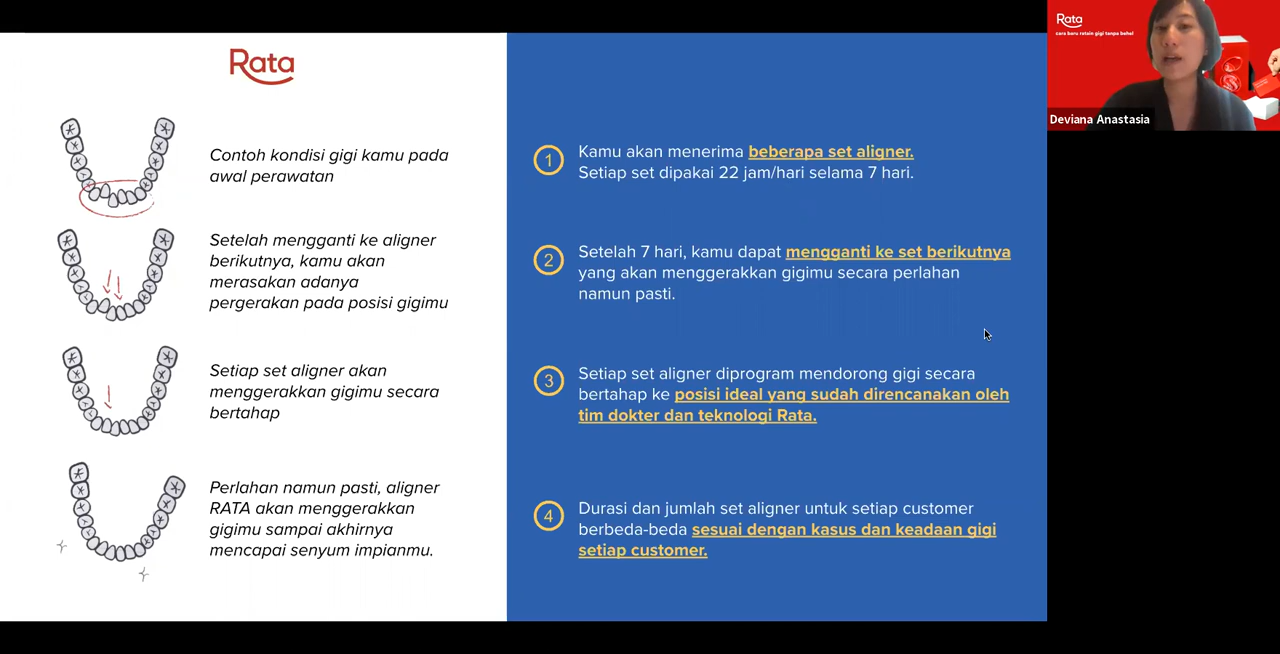 Rata
Contoh kondisi gigi kamu pada
awal perawatan
Setelah mengganti ke aligner
berikutnya, kamu akan
merasakan adanya
pergerakan pada posisi gigimu
Setiap set aligner akan
menggerakkan gigimu secara
bertahap
Perlahan namun pasti, aligner
RATA akan menggerakkan
gigimu sampai akhirnya
mencapai senyum impianmu.
1
Kamu akan menerima beberapa set aligner.
Setiap set dipakai 22 jam/hari selama 7 hari.
2
Setelah 7 hari, kamu dapat mengganti ke set berikutnya
yang akan menggerakkan gigimu secara perlahan
namun pasti.
3
Setiap set aligner diprogram mendorong gigi secara
bertahap ke posisi ideal yang sudah direncanakan oleh
tim dokter dan teknologi Rata.
4
Durasi dan jumlah set aligner untuk setiap customer
berbeda-beda sesuai dengan kasus dan keadaan gigi
setiap customer.
Rata
cara baru ratain gigi tanpa behel
Deviana Anastasia